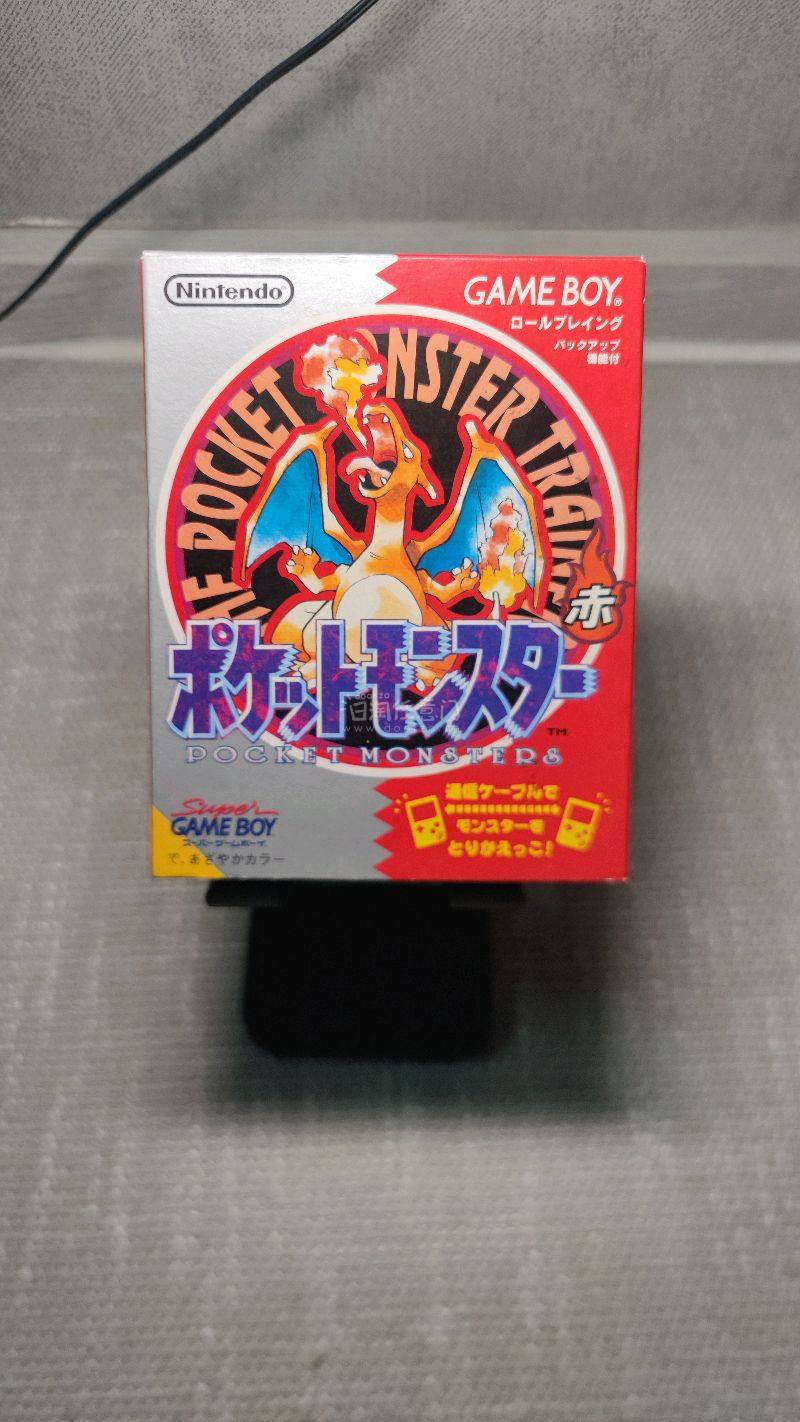 Nintendo
GAME BOY®
ロールプレイング
バックアップ
機能付
POCKET MONSTER
赤
ポケットモンスター
TM
POCKET MONSTERS
Super
GAME BOY
スーパーゲームボーイ
で、あざやかカラー
通信ケーブルで
モンスターを
とりかえっこ!